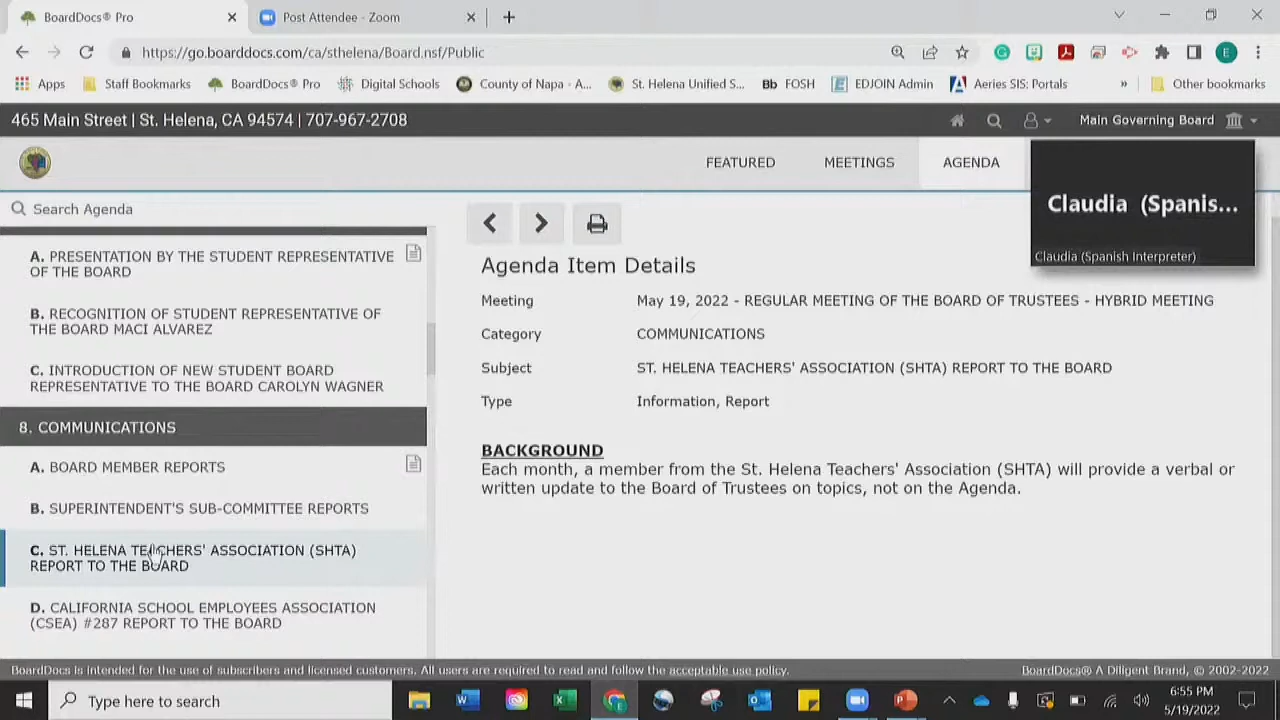 BoardDocs® Pro
Post Attendee - Zoom
https://go.boarddocs.com/ca/sthelena/Board.nsf/Public
E
Apps
Staff Bookmarks
BoardDocs® Pro
Digital Schools
County of Napa - A...
St. Helena Unified S...
Bb FOSH
EDJOIN Admin
Aeries SIS: Portals
»
Other bookmarks
465 Main Street | St. Helena, CA 94574 | 707-967-2708
Main Governing Board
FEATURED
MEETINGS
AGENDA
Claudia (Spanis...
Claudia (Spanish Interpreter)
Search Agenda
A. PRESENTATION BY THE STUDENT REPRESENTATIVE
OF THE BOARD
B. RECOGNITION OF STUDENT REPRESENTATIVE OF
THE BOARD MACI ALVAREZ
C. INTRODUCTION OF NEW STUDENT BOARD
REPRESENTATIVE TO THE BOARD CAROLYN WAGNER
8. COMMUNICATIONS
A. BOARD MEMBER REPORTS
B. SUPERINTENDENT'S SUB-COMMITTEE REPORTS
C. ST. HELENA TEACHERS' ASSOCIATION (SHTA)
REPORT TO THE BOARD
D. CALIFORNIA SCHOOL EMPLOYEES ASSOCIATION
(CSEA) #287 REPORT TO THE BOARD
Agenda Item Details
Meeting May 19, 2022 - REGULAR MEETING OF THE BOARD OF TRUSTEES - HYBRID MEETING
Category COMMUNICATIONS
Subject ST. HELENA TEACHERS' ASSOCIATION (SHTA) REPORT TO THE BOARD
Type Information, Report
BACKGROUND
Each month, a member from the St. Helena Teachers' Association (SHTA) will provide a verbal or
written update to the Board of Trustees on topics, not on the Agenda.
BoardDocs is intended for the use of subscribers and licensed customers. All users are required to read and follow the acceptable use policy.
BoardDocs® A Diligent Brand, © 2002-2022
Type here to search
6:55 PM
5/19/2022